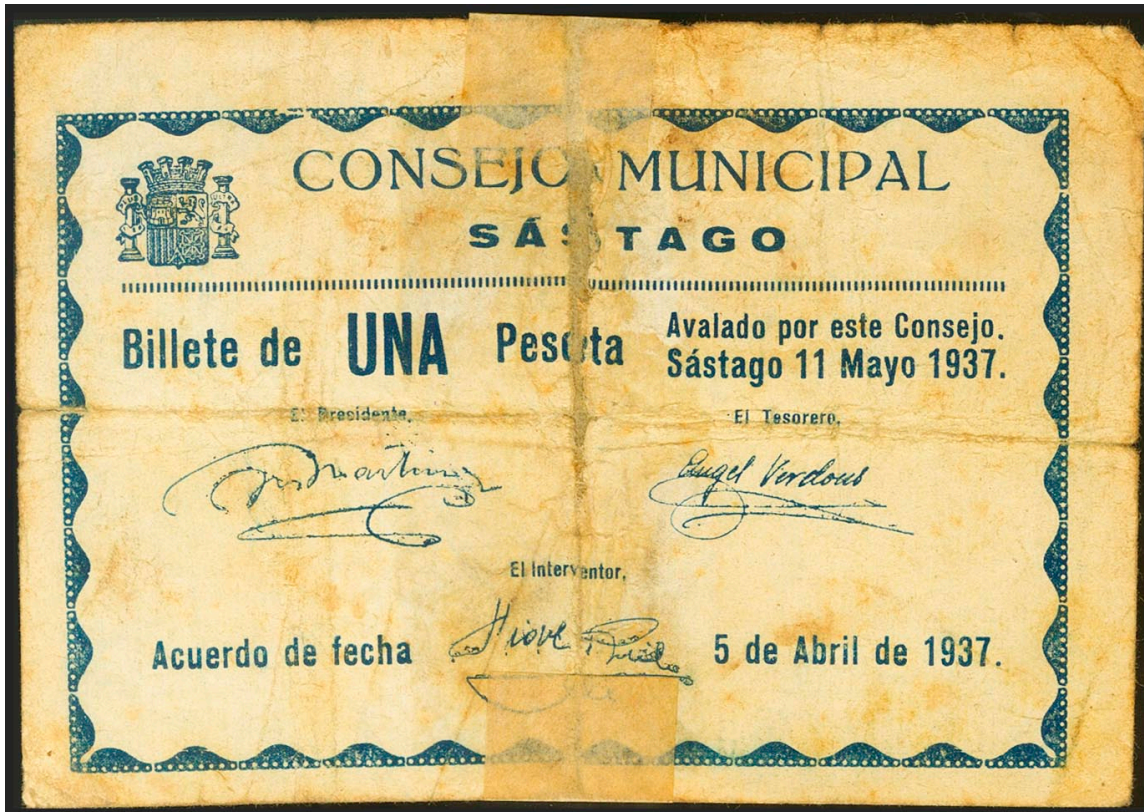 CONSEJO MUNICIPAL
SÁSTAGO
Billete de UNA Peseta
Avalado por este Consejo.
Sástago 11 Mayo 1937.
El Presidente,
El Tesorero,
Angel Verdous
El Interventor,
Acuerdo de fecha
5 de Abril de 1937.